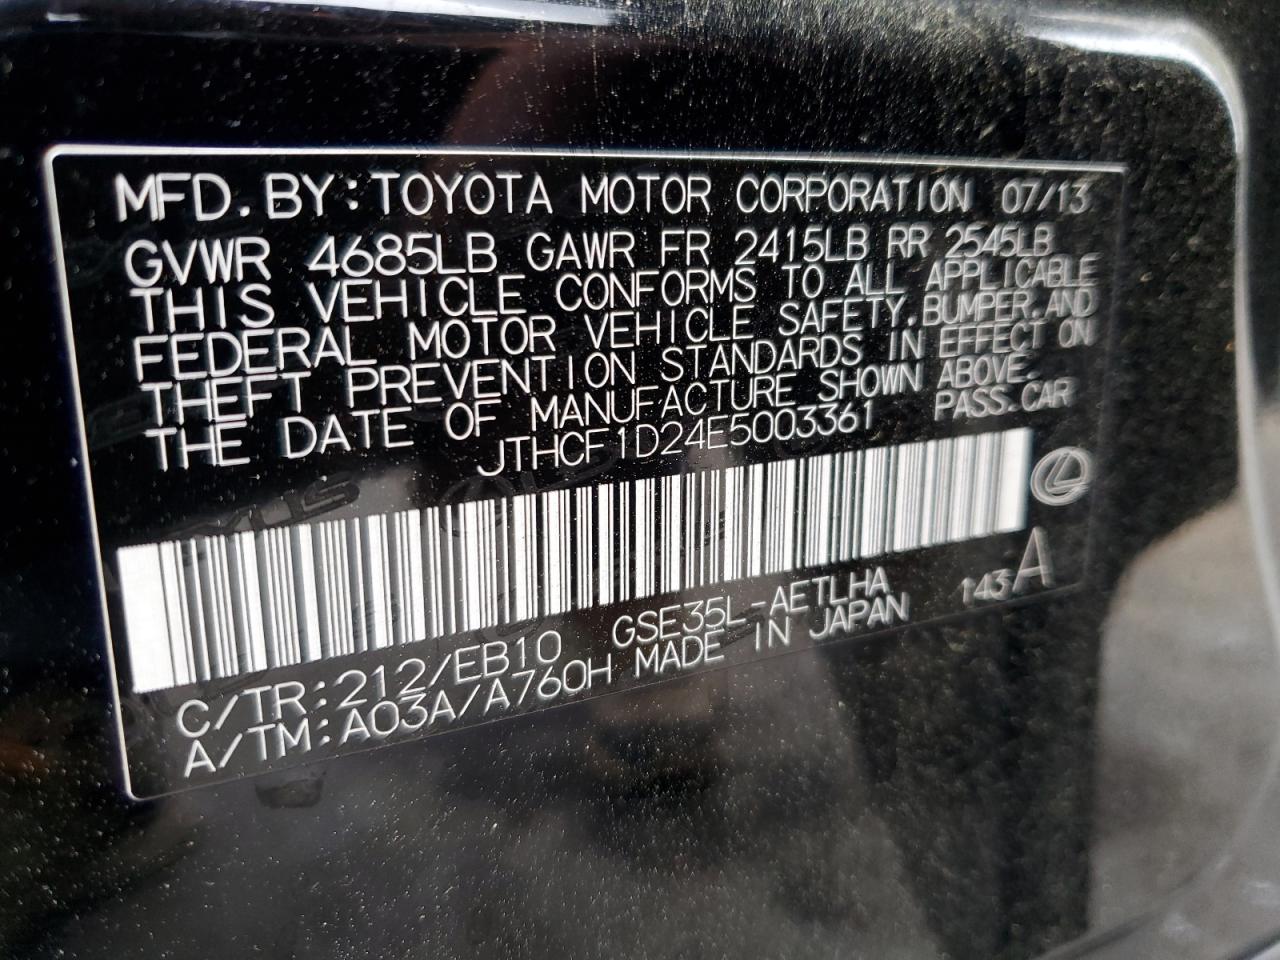 MFD. BY: TOYOTA MOTOR CORPORATION 07/13
GVWR 4685LB GAWR FR 2415LB RR 2545LB
THIS VEHICLE CONFORMS TO ALL APPLICABLE
FEDERAL MOTOR VEHICLE SAFETY, BUMPER, AND
THEFT PREVENTION STANDARDS IN EFFECT ON
THE DATE OF MANUFACTURE SHOWN ABOVE.
JTHCF1D24E5003361 PASS. CAR
C/TR: 212/EB10 GSE35L-AETLHA 143-A
A/TM: A03A/A760H MADE IN JAPAN